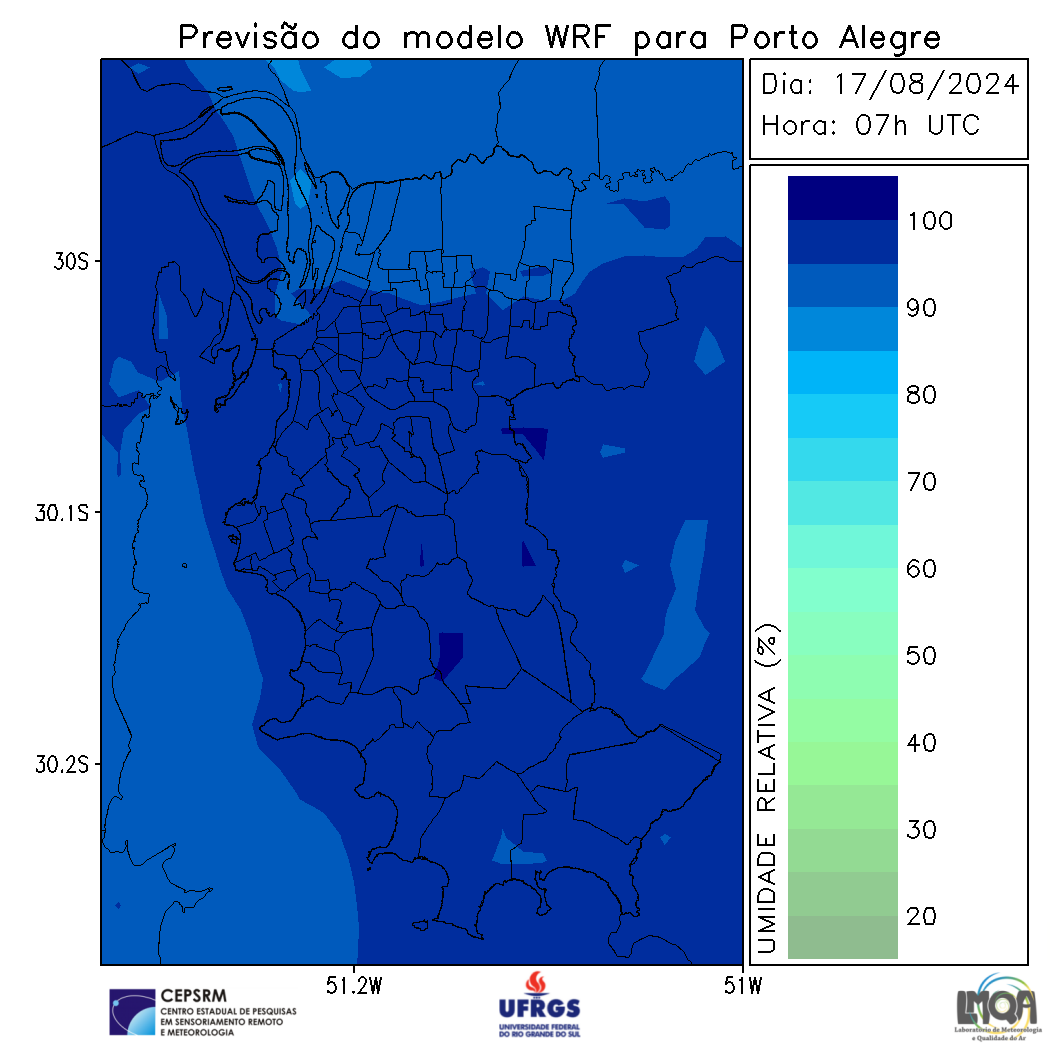 Previsão do modelo WRF para Porto Alegre
Dia: 17/08/2024
Hora: 07h UTC
100
90
80
70
60
50
40
30
20
UMIDADE RELATIVA (%)
30S
30.1S
30.2S
51.2W
51W
CEPSRM
CENTRO ESTADUAL DE PESQUISAS
EM SENSORIAMENTO REMOTO
E METEOROLOGIA
UFRGS
UNIVERSIDADE FEDERAL
DO RIO GRANDE DO SUL
LMQA
Laboratório de Meteorologia
e Qualidade do Ar